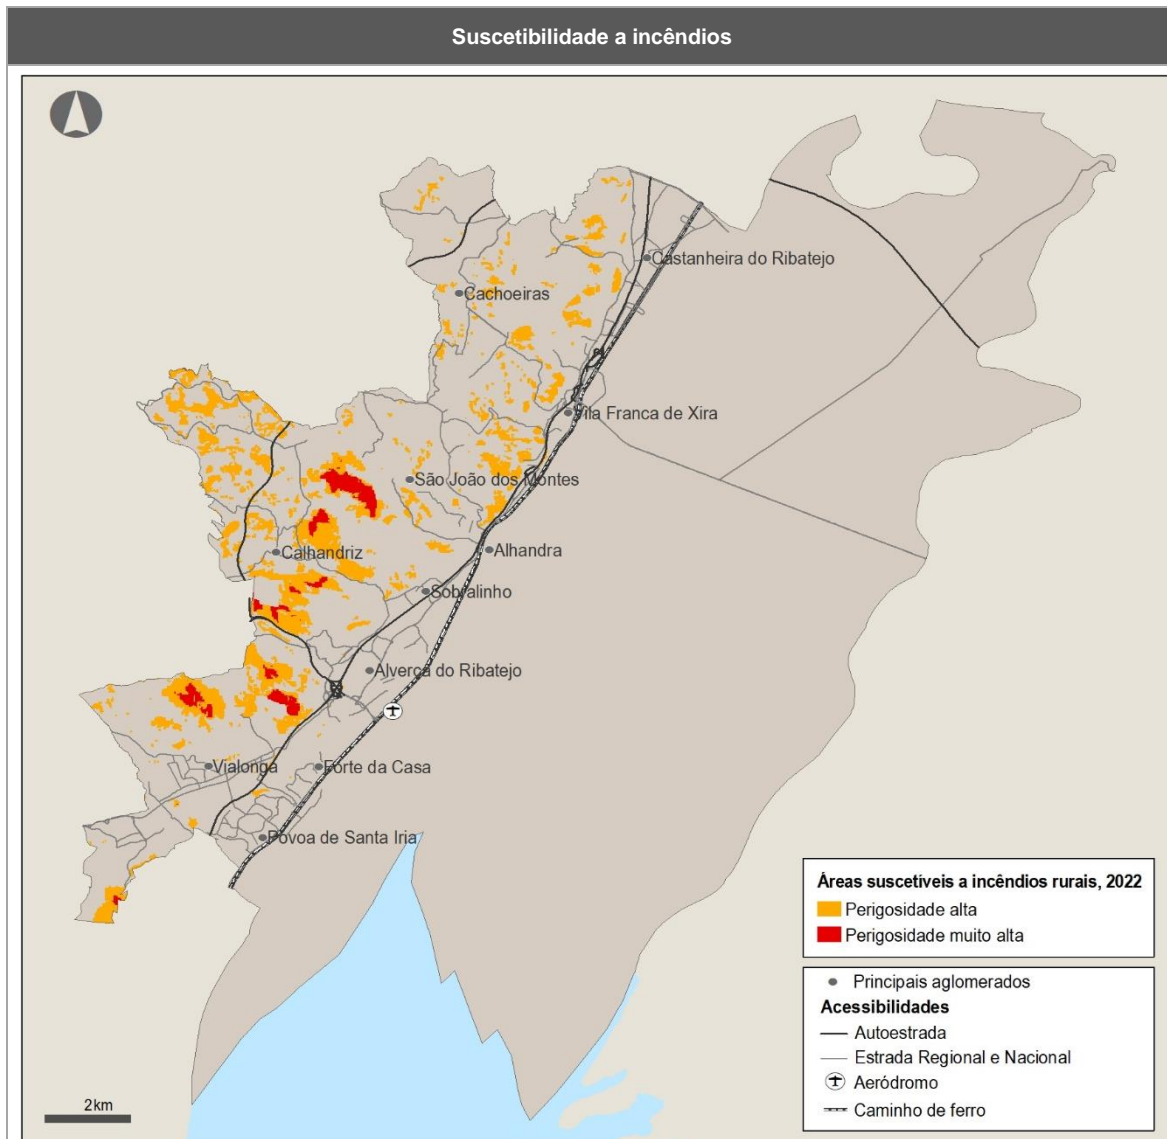 Suscetibilidade a incêndios
Castanheira do Ribatejo
Cachoeiras
Vila Franca de Xira
São João dos Montes
Alhandra
Calhandriz
Sobralinho
Alverca do Ribatejo
Vialonga
Forte da Casa
Póvoa de Santa Iria
Áreas suscetíveis a incêndios rurais, 2022
Perigosidade alta
Perigosidade muito alta
Principais aglomerados
Acessibilidades
Autoestrada
Estrada Regional e Nacional
Aeródromo
Caminho de ferro
2km